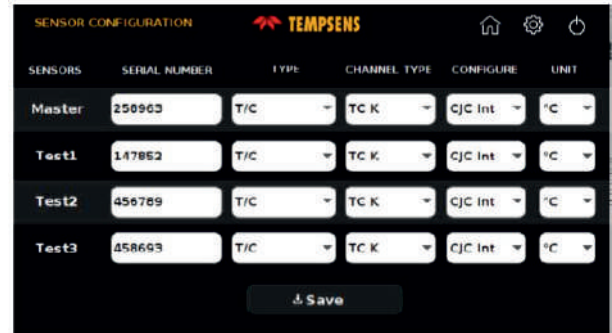 SENSOR CONFIGURATION TEMPSENS
SENSORS SERIAL NUMBER TYPE CHANNEL TYPE CONFIGURE UNIT
Master 258963 T/C TC K CJC Int °C
Test1 147852 T/C TC K CJC Int °C
Test2 456789 T/C TC K CJC Int °C
Test3 458693 T/C TC K CJC Int °C
Save